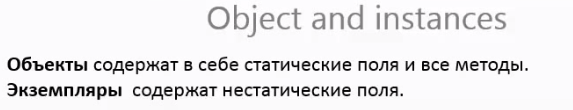 Object and instances
Объекты содержат в себе статические поля и все методы.
Экземпляры содержат нестатические поля.